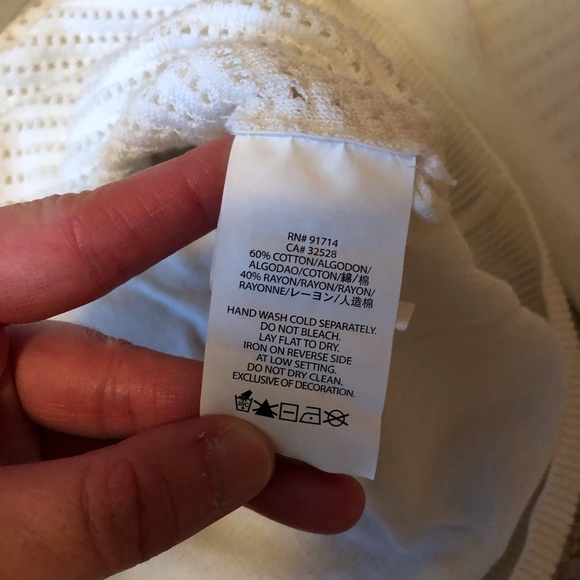 RN# 91714
CA# 32528
60% COTTON/ALGODON/
ALGODAO/COTON/綿/棉
40% RAYON/RAYON/RAYON/
RAYONNE/レーヨン/人造棉
HAND WASH COLD SEPARATELY.
DO NOT BLEACH.
LAY FLAT TO DRY.
IRON ON REVERSE SIDE
AT LOW SETTING.
DO NOT DRY CLEAN.
EXCLUSIVE OF DECORATION.